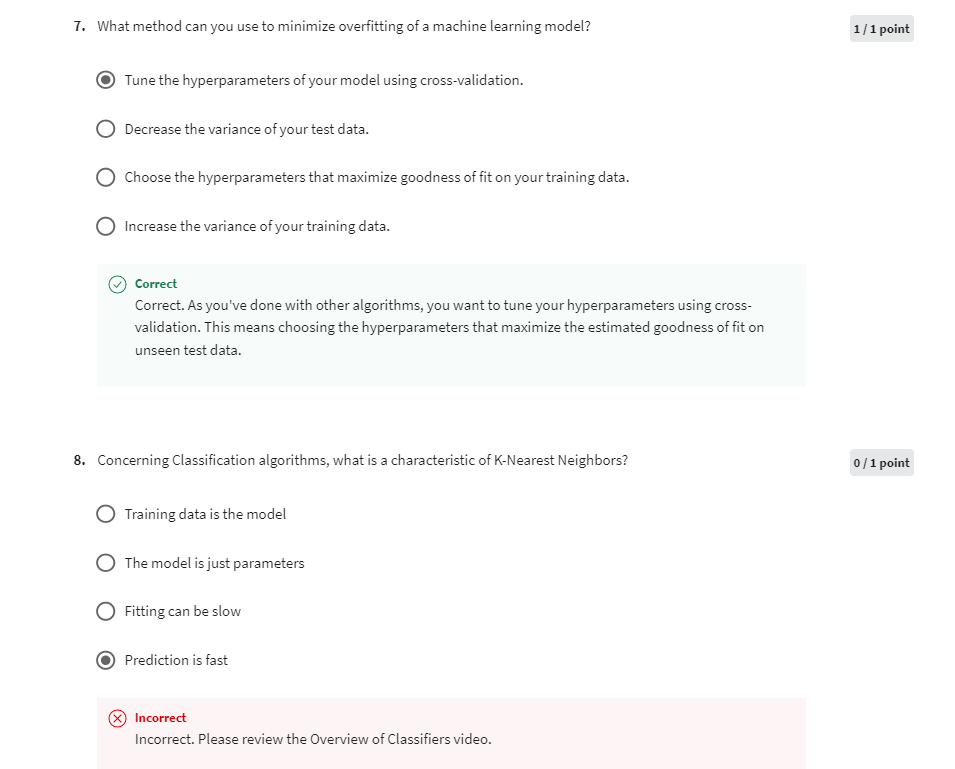 7. What method can you use to minimize overfitting of a machine learning model?
1 / 1 point
Tune the hyperparameters of your model using cross-validation.
Decrease the variance of your test data.
Choose the hyperparameters that maximize goodness of fit on your training data.
Increase the variance of your training data.
Correct
Correct. As you've done with other algorithms, you want to tune your hyperparameters using cross-
validation. This means choosing the hyperparameters that maximize the estimated goodness of fit on
unseen test data.
8. Concerning Classification algorithms, what is a characteristic of K-Nearest Neighbors?
0 / 1 point
Training data is the model
The model is just parameters
Fitting can be slow
Prediction is fast
Incorrect
Incorrect. Please review the Overview of Classifiers video.